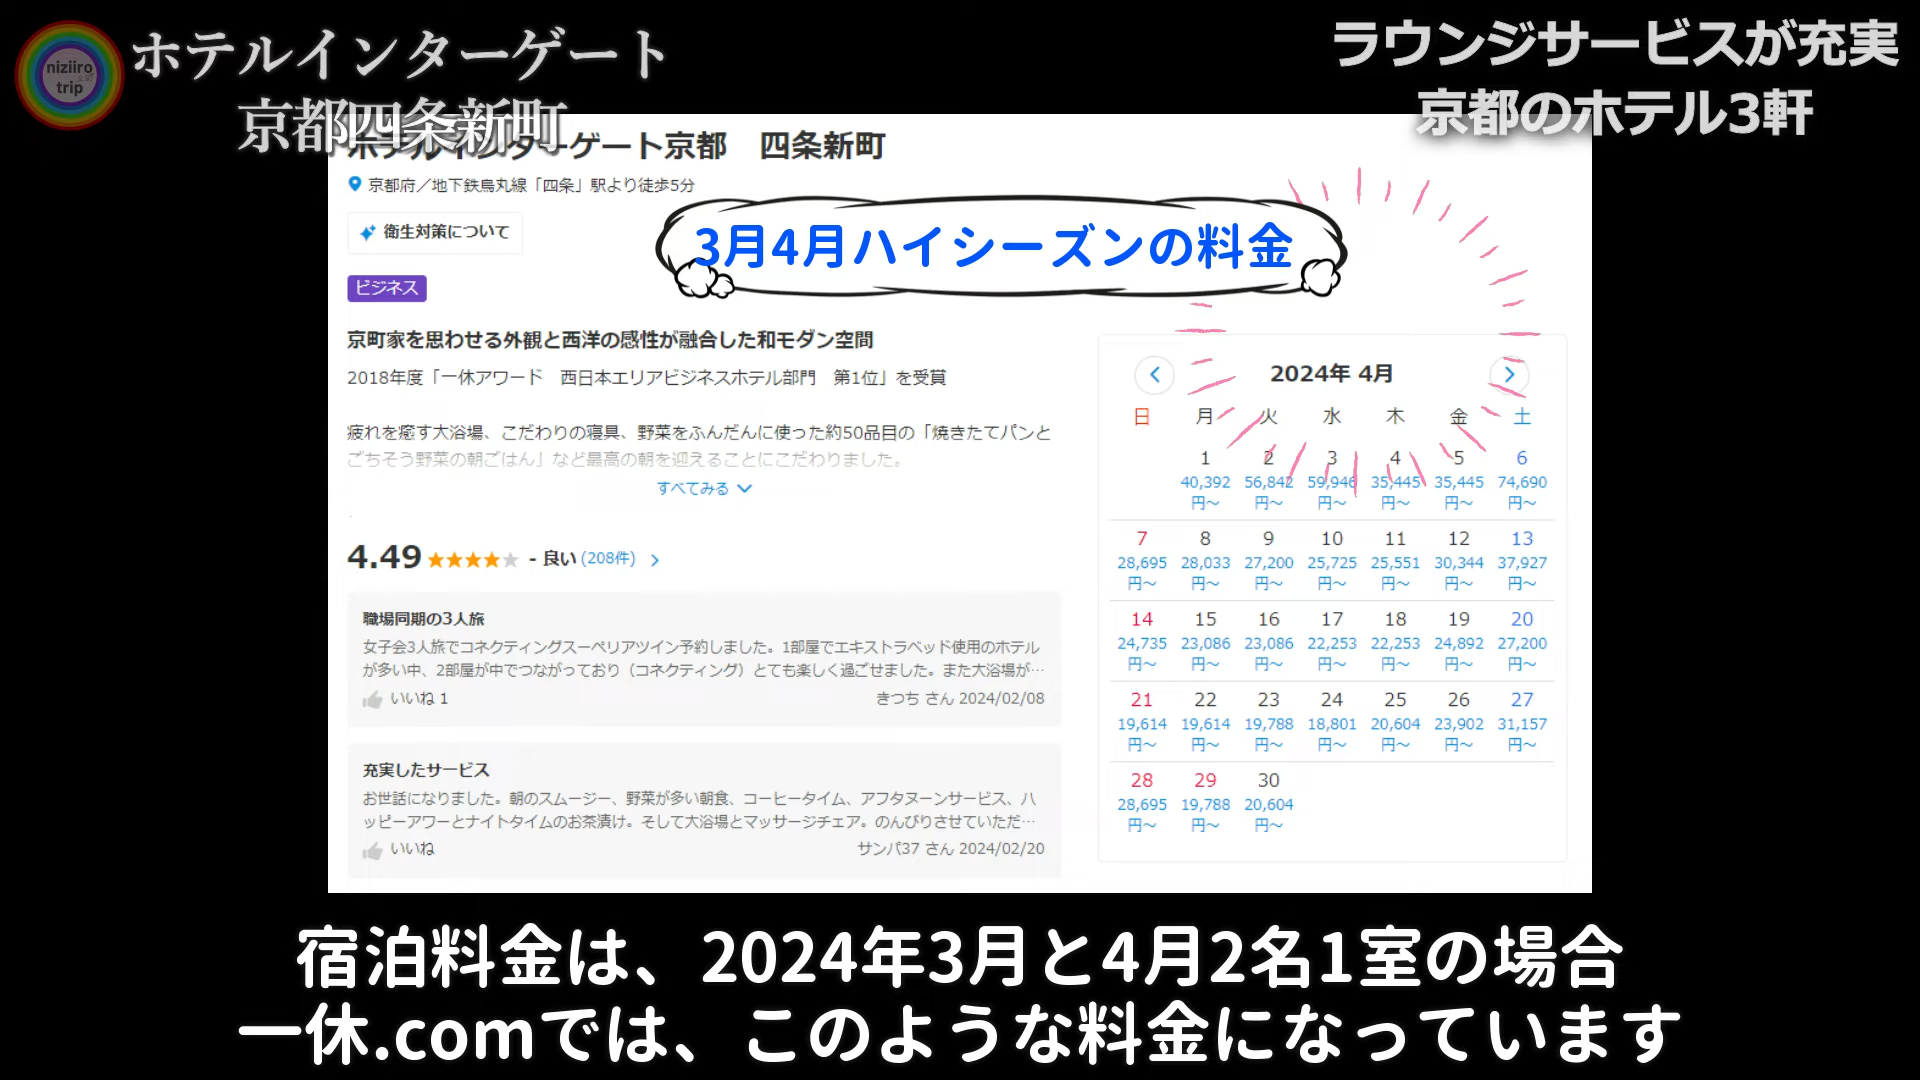 niziiro
trip
ホテルインターゲート
京都四条新町
ラウンジサービスが充実
京都のホテル3軒
ホテルインターゲート京都　四条新町
京都府／地下鉄烏丸線「四条」駅より徒歩5分
衛生対策について
3月4月ハイシーズンの料金
ビジネス
京町家を思わせる外観と西洋の感性が融合した和モダン空間
2018年度「一休アワード　西日本エリアビジネスホテル部門　第1位」を受賞
疲れを癒す大浴場、こだわりの寝具、野菜をふんだんに使った約50品目の「焼きたてパンと
ごちそう野菜の朝ごはん」など最高の朝を迎えることにこだわりました。
すべてみる
4.49 ★★★★★ - 良い (208件)
職場同期の3人旅
女子会3人旅でコネクティングスーペリアツイン予約しました。1部屋でエキストラベッド使用のホテル
が多い中、2部屋が中でつながっており（コネクティング）とても楽しく過ごせました。また大浴場が…
いいね 1 きつち さん 2024/02/08
充実したサービス
お世話になりました。朝のスムージー、野菜が多い朝食、コーヒータイム、アフタヌーンサービス、ハ
ッピーアワーとナイトタイムのお茶漬け。そして大浴場とマッサージチェア。のんびりさせていただ…
いいね サンパ37 さん 2024/02/20
2024年 4月
日 月 火 水 木 金 土
1 2 3 4 5 6
40,392 56,842 59,946 35,445 35,445 74,690
円～ 円～ 円～ 円～ 円～ 円～
7 8 9 10 11 12 13
28,695 28,033 27,200 25,725 25,551 30,344 37,927
円～ 円～ 円～ 円～ 円～ 円～ 円～
14 15 16 17 18 19 20
24,735 23,086 23,086 22,253 22,253 24,892 27,200
円～ 円～ 円～ 円～ 円～ 円～ 円～
21 22 23 24 25 26 27
19,614 19,614 19,788 18,801 20,604 23,902 31,157
円～ 円～ 円～ 円～ 円～ 円～ 円～
28 29 30
28,695 19,788 20,604
円～ 円～ 円～
宿泊料金は、2024年3月と4月2名1室の場合
一休.comでは、このような料金になっています